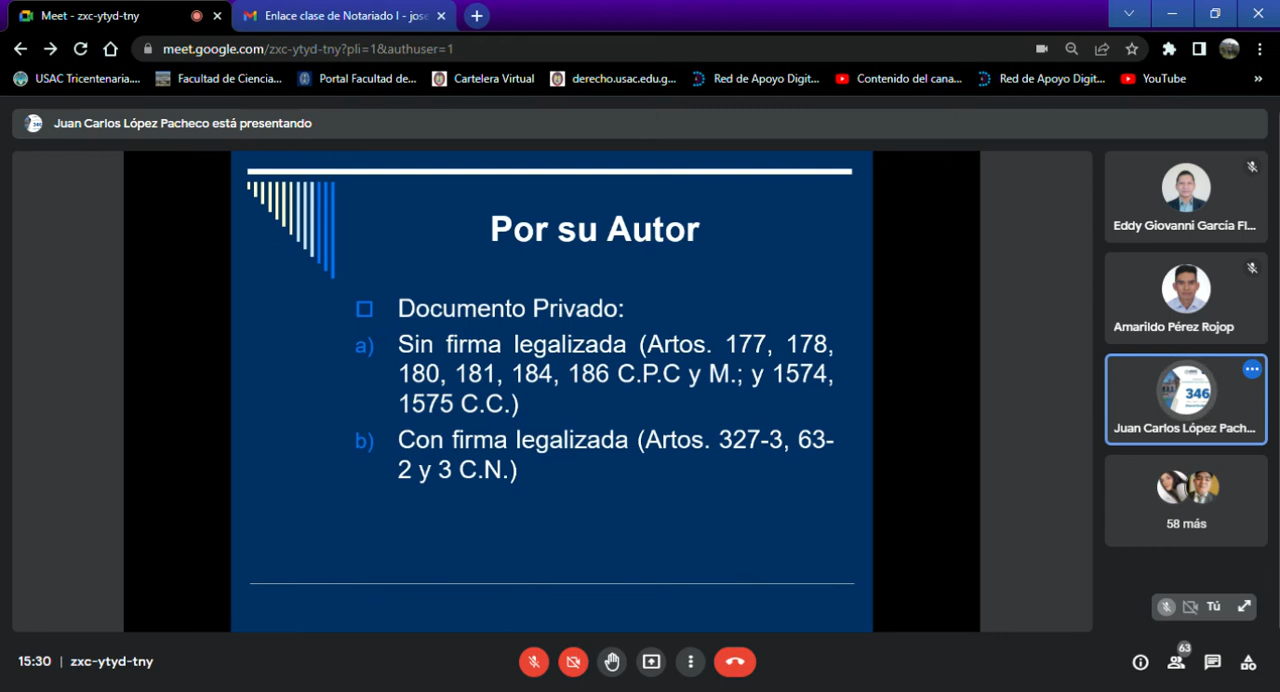 Meet - zxc-ytyd-tny
Enlace clase de Notariado I - jose
meet.google.com/zxc-ytyd-tny?pli=1&authuser=1
USAC Tricentenaria....
Facultad de Ciencia...
Portal Facultad de...
Cartelera Virtual
derecho.usac.edu.g...
Red de Apoyo Digit...
Contenido del cana...
Red de Apoyo Digit...
YouTube
Juan Carlos López Pacheco está presentando
Por su Autor
Documento Privado:
a) Sin firma legalizada (Artos. 177, 178,
180, 181, 184, 186 C.P.C y M.; y 1574,
1575 C.C.)
b) Con firma legalizada (Artos. 327-3, 63-
2 y 3 C.N.)
Eddy Giovanni García Fl...
Amarildo Pérez Rojop
346
Juan Carlos López Pach...
58 más
Tú
15:30 | zxc-ytyd-tny
63